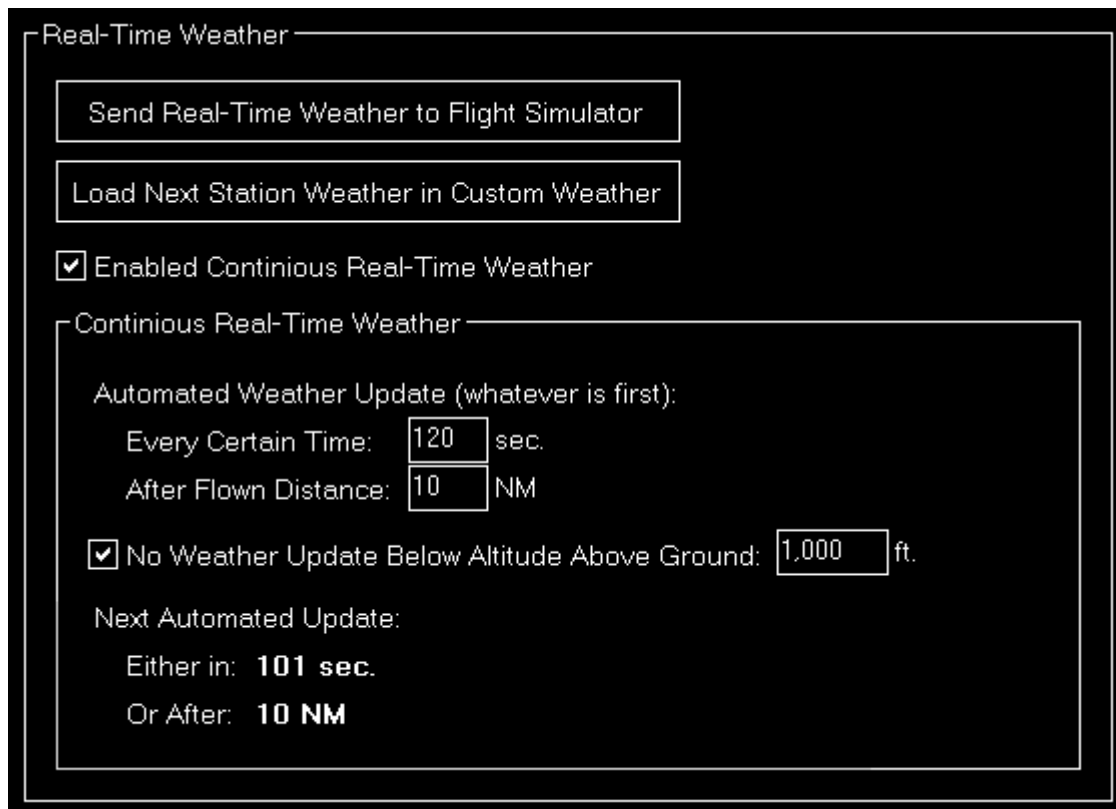 Real-Time Weather
Send Real-Time Weather to Flight Simulator
Load Next Station Weather in Custom Weather
Enabled Continious Real-Time Weather
Continious Real-Time Weather
Automated Weather Update (whatever is first):
Every Certain Time: 120 sec.
After Flown Distance: 10 NM
No Weather Update Below Altitude Above Ground: 1,000 ft.
Next Automated Update:
Either in: 101 sec.
Or After: 10 NM